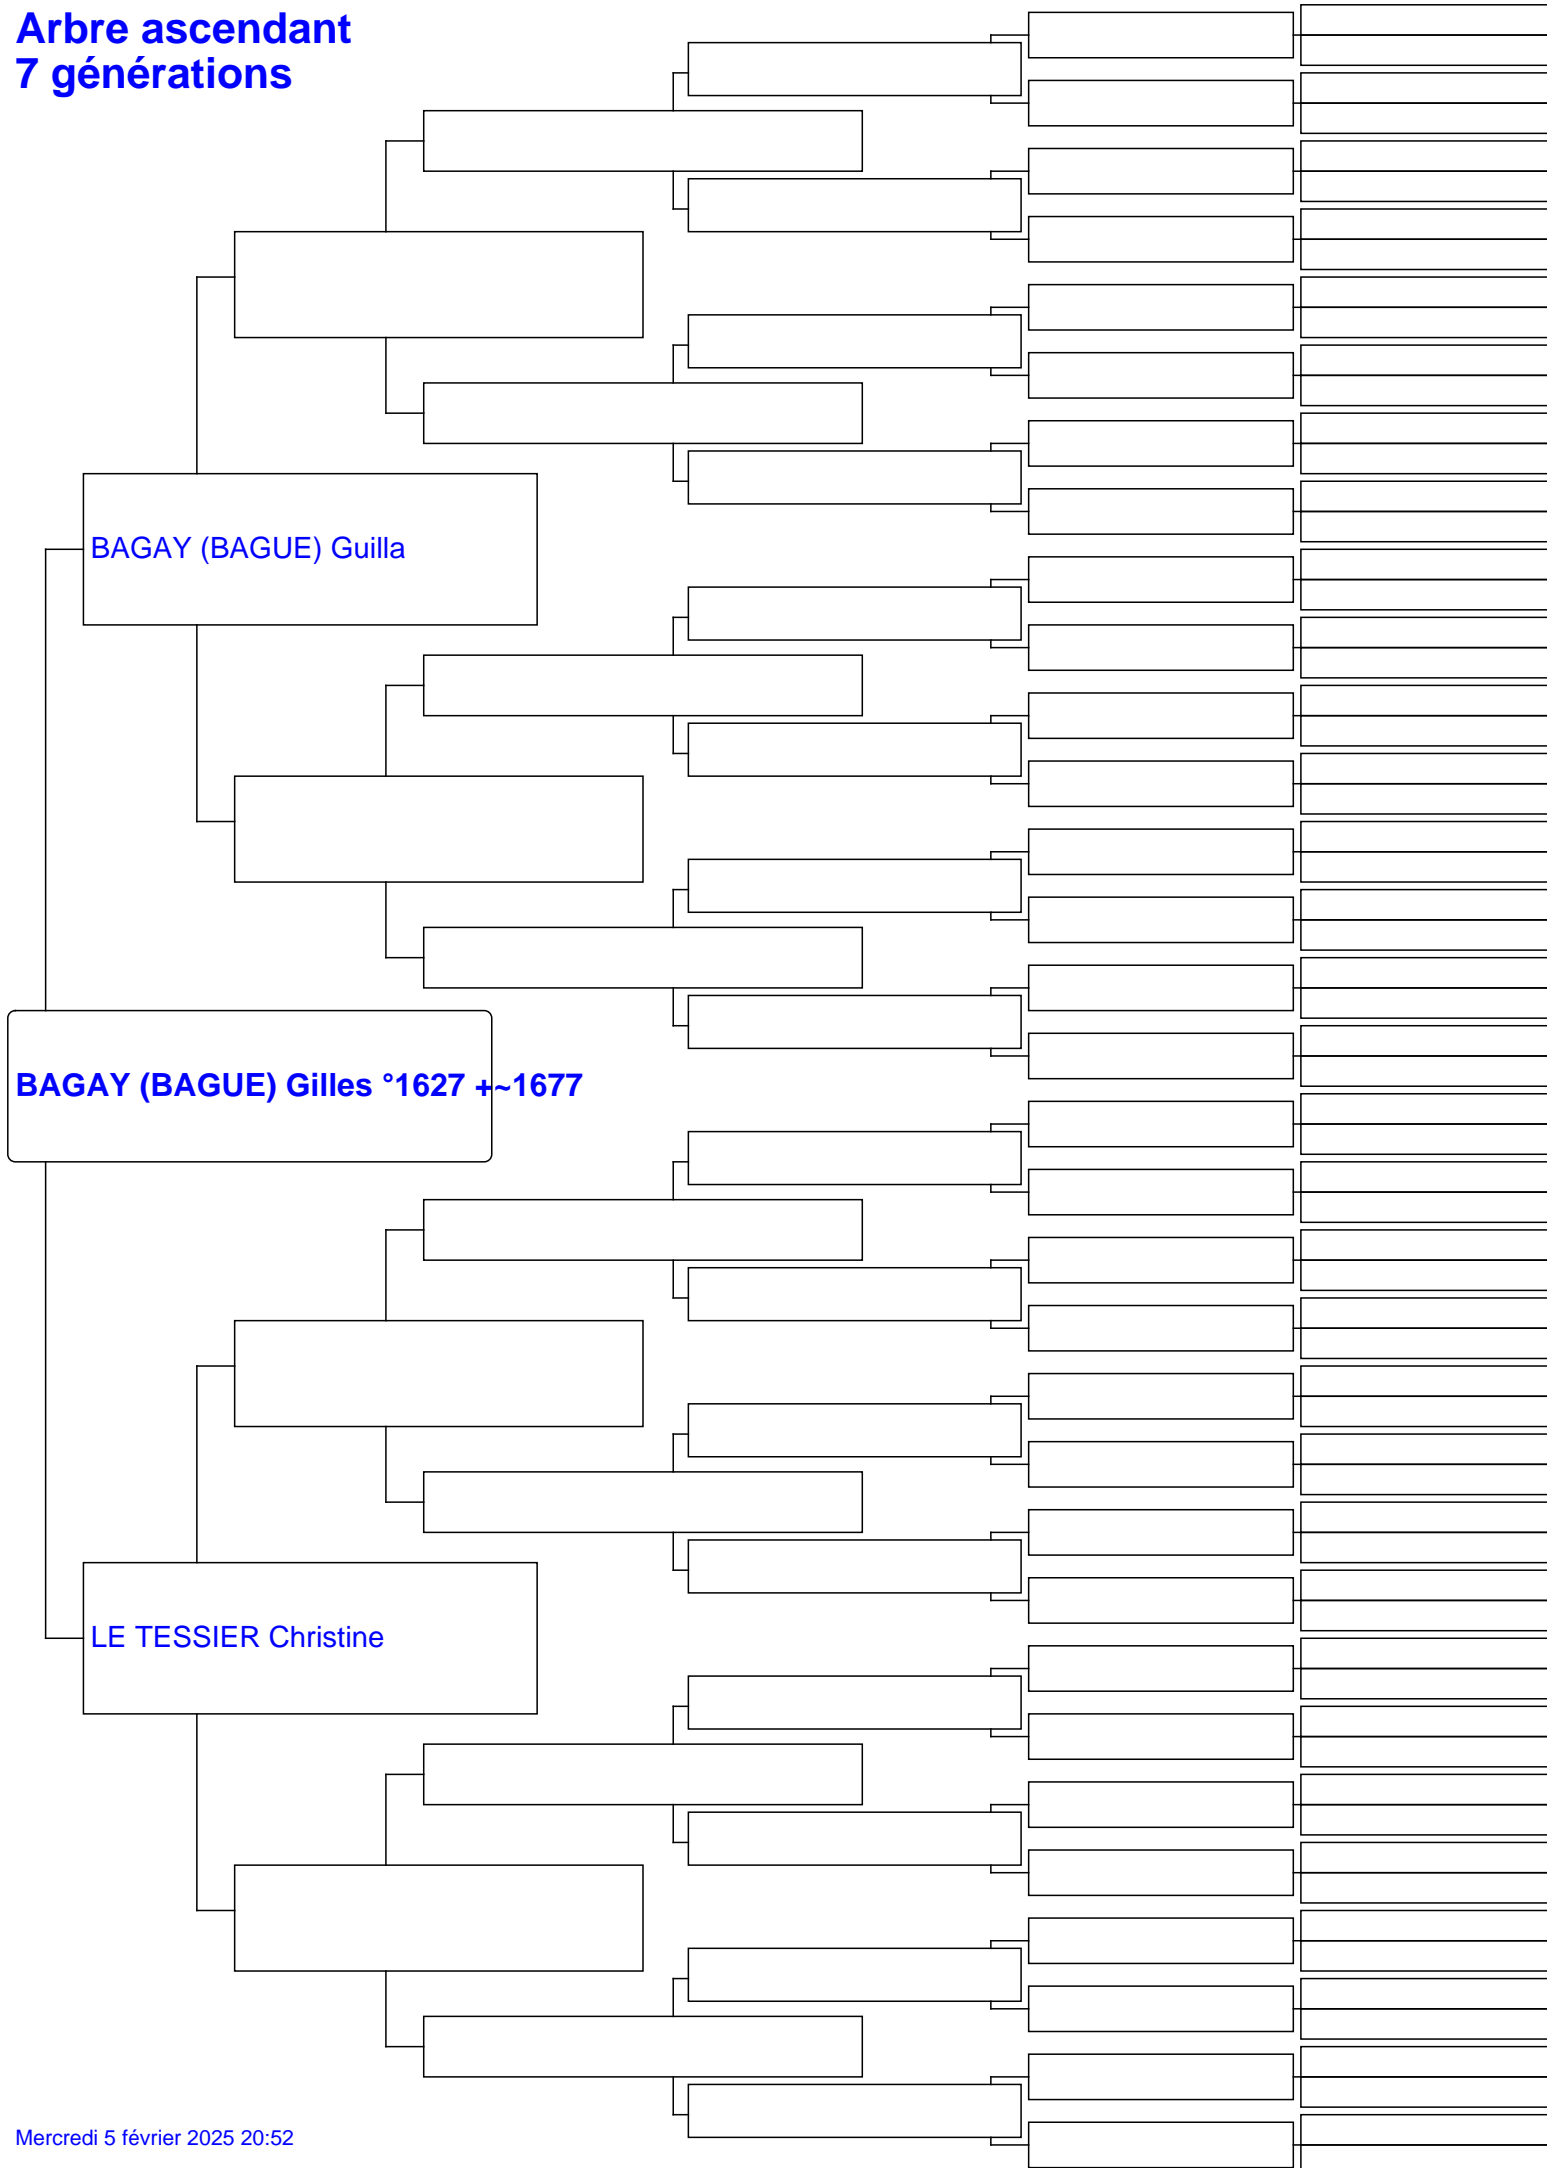 Arbre ascendant
7 générations
BAGAY (BAGUE) Guilla
BAGAY (BAGUE) Gilles °1627 +~1677
LE TESSIER Christine
Mercredi 5 février 2025 20:52